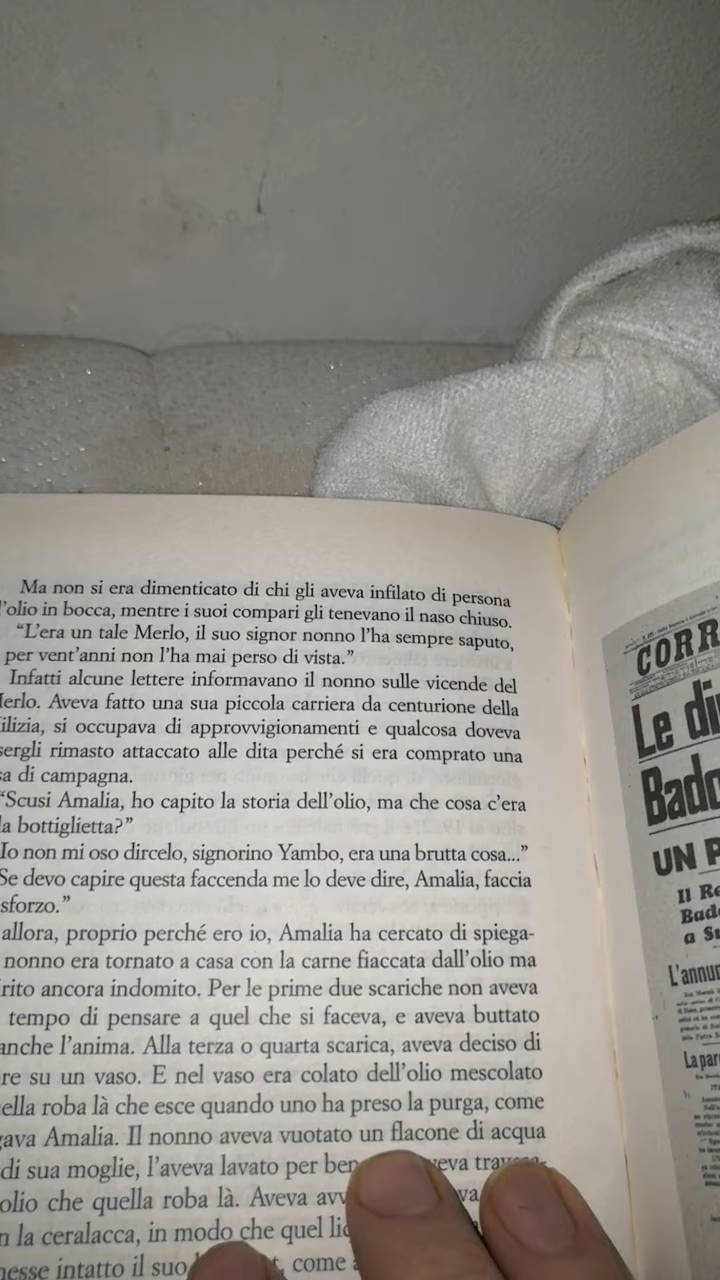 Ma non si era dimenticato di chi gli aveva infilato di persona
l'olio in bocca, mentre i suoi compari gli tenevano il naso chiuso.
“L'era un tale Merlo, il suo signor nonno l'ha sempre saputo,
per vent'anni non l'ha mai perso di vista.”
Infatti alcune lettere informavano il nonno sulle vicende del
Merlo. Aveva fatto una sua piccola carriera da centurione della
ilizia, si occupava di approvvigionamenti e qualcosa doveva
sergli rimasto attaccato alle dita perché si era comprato una
a di campagna.
“Scusi Amalia, ho capito la storia dell'olio, ma che cosa c'era
la bottiglietta?”
Io non mi oso dircelo, signorino Yambo, era una brutta cosa...”
Se devo capire questa faccenda me lo deve dire, Amalia, faccia
sforzo.”
allora, proprio perché ero io, Amalia ha cercato di spiega-
nonno era tornato a casa con la carne fiaccata dall'olio ma
rito ancora indomito. Per le prime due scariche non aveva
tempo di pensare a quel che si faceva, e aveva buttato
anche l'anima. Alla terza o quarta scarica, aveva deciso di
re su un vaso. E nel vaso era colato dell'olio mescolato
ella roba là che esce quando uno ha preso la purga, come
gava Amalia. Il nonno aveva vuotato un flacone di acqua
di sua moglie, l'aveva lavato per ben
olio che quella roba là. Aveva
n la ceralacca, in modo che quel
nesse intatto il suo come
CORR
Le di
Bado
UN P
Il Re
Bado
a S
L'annun
La par